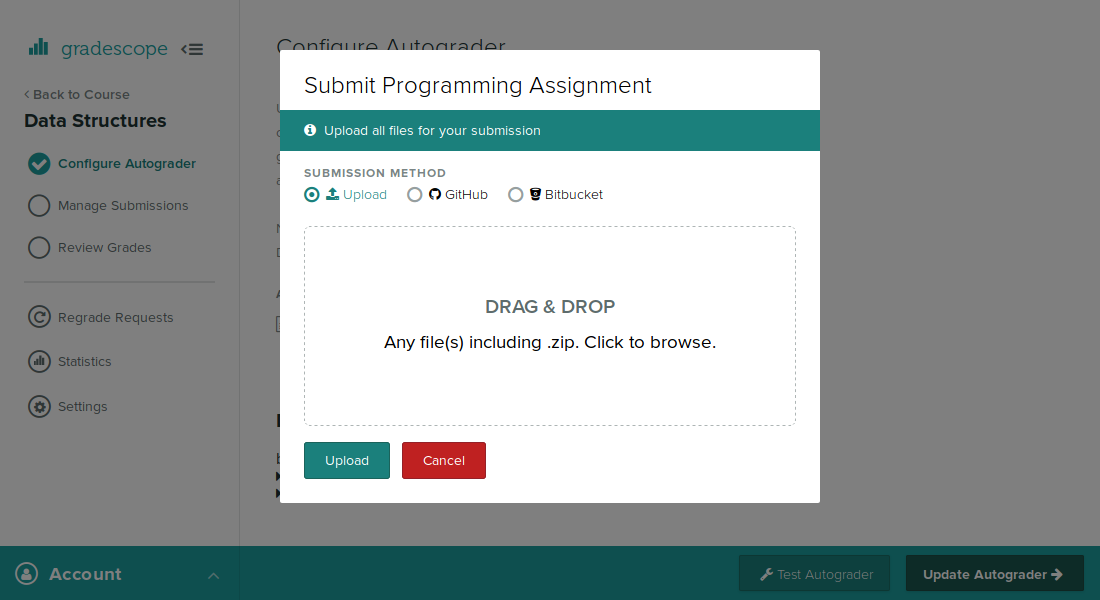 gradescope
Back to Course
Data Structures
Configure Autograder
Manage Submissions
Review Grades
Regrade Requests
Statistics
Settings
Account
Configure Autograder
Submit Programming Assignment
Upload all files for your submission
SUBMISSION METHOD
Upload GitHub Bitbucket
DRAG & DROP
Any file(s) including .zip. Click to browse.
Upload Cancel
Test Autograder Update Autograder